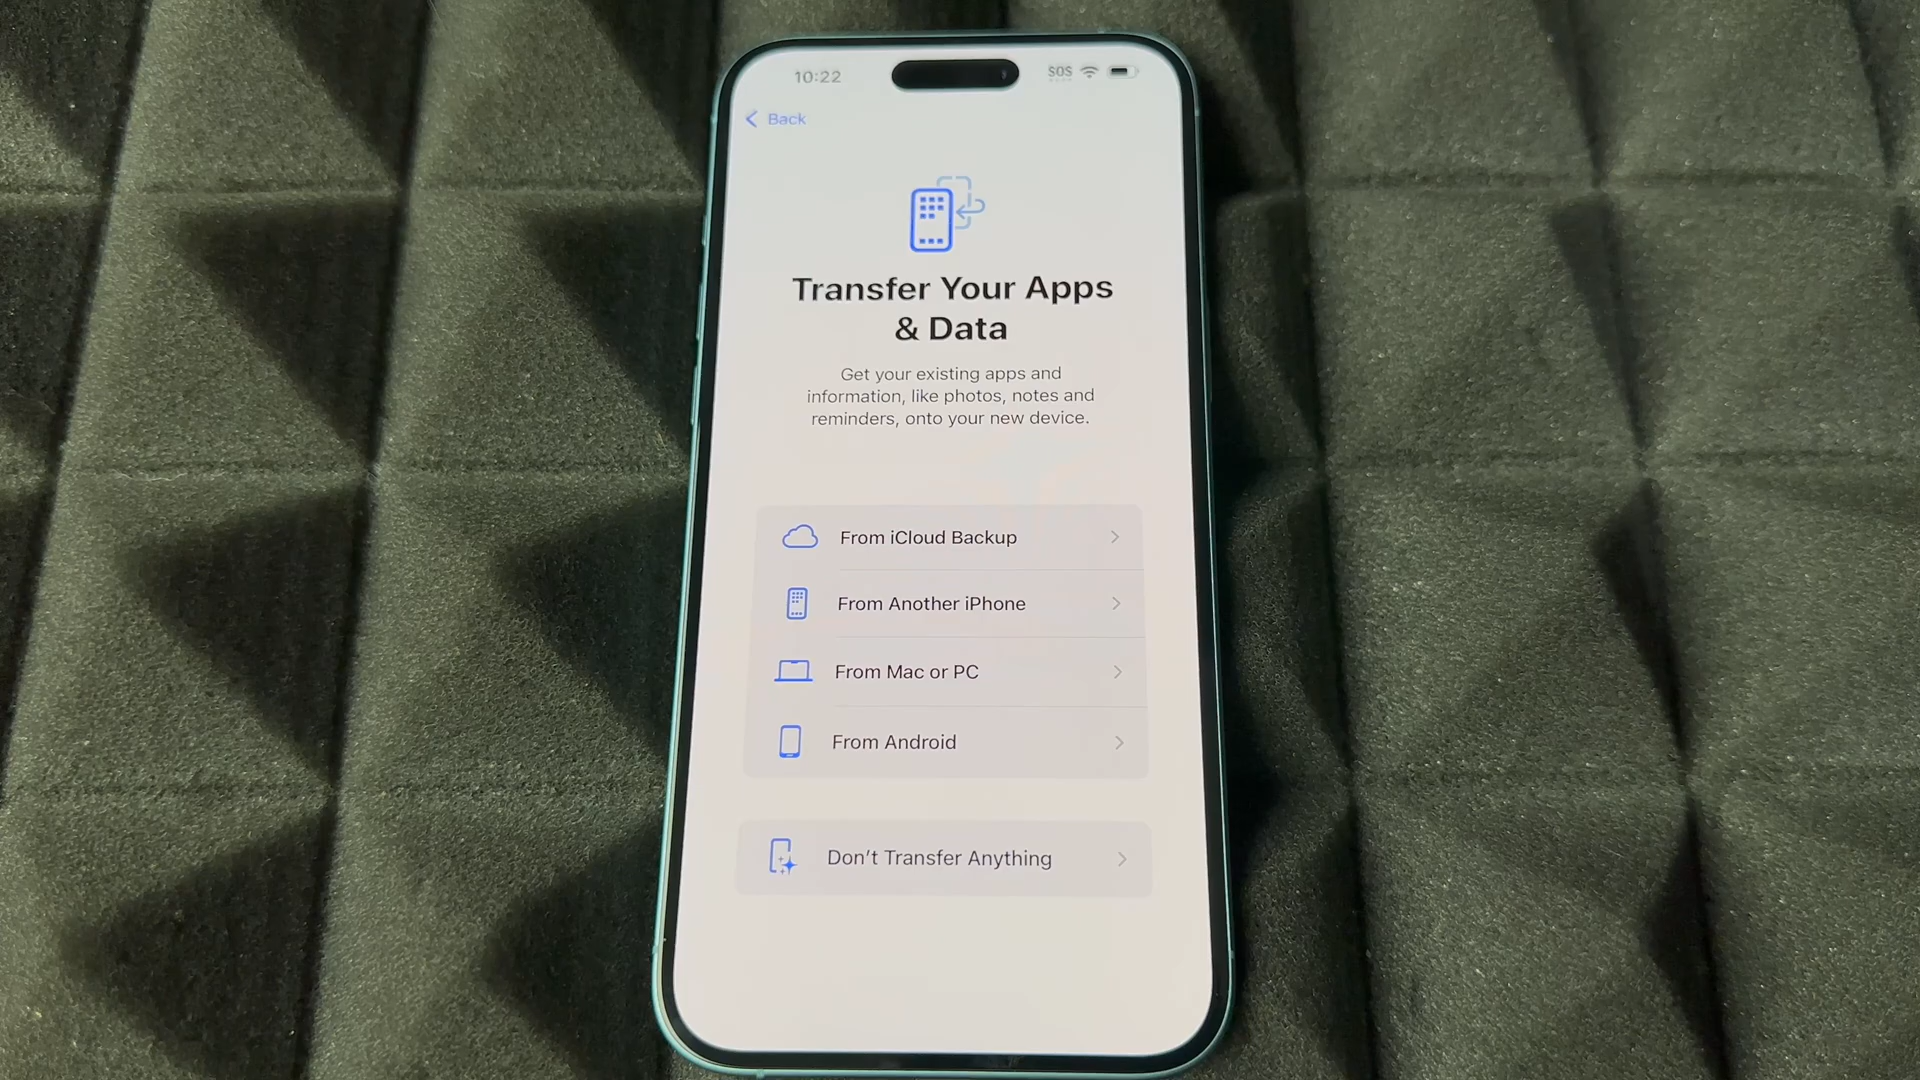 10:22
SOS
Back
Transfer Your Apps
& Data
Get your existing apps and
information, like photos, notes and
reminders, onto your new device.
From iCloud Backup
From Another iPhone
From Mac or PC
From Android
Don't Transfer Anything